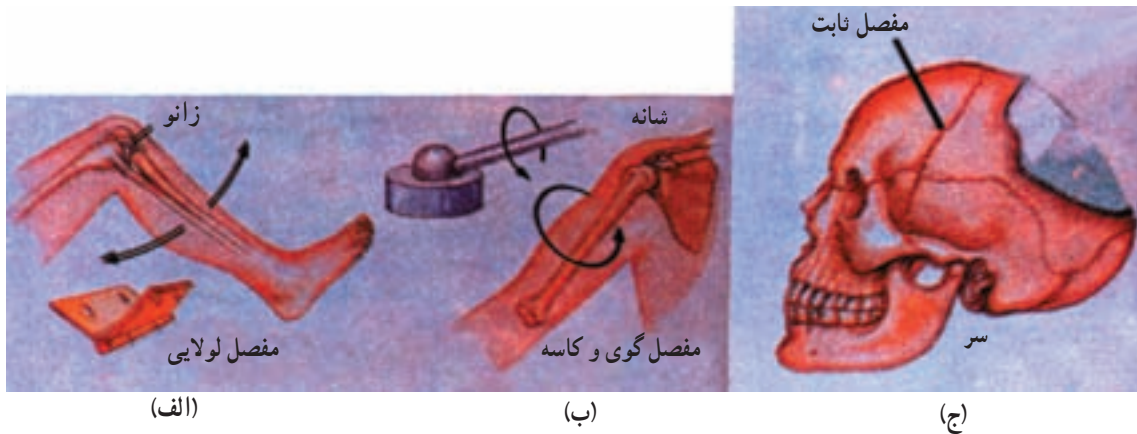 مفصل ثابت
سر
(ج)
شانه
مفصل گوی و کاسه
(ب)
زانو
مفصل لولایی
(الف)